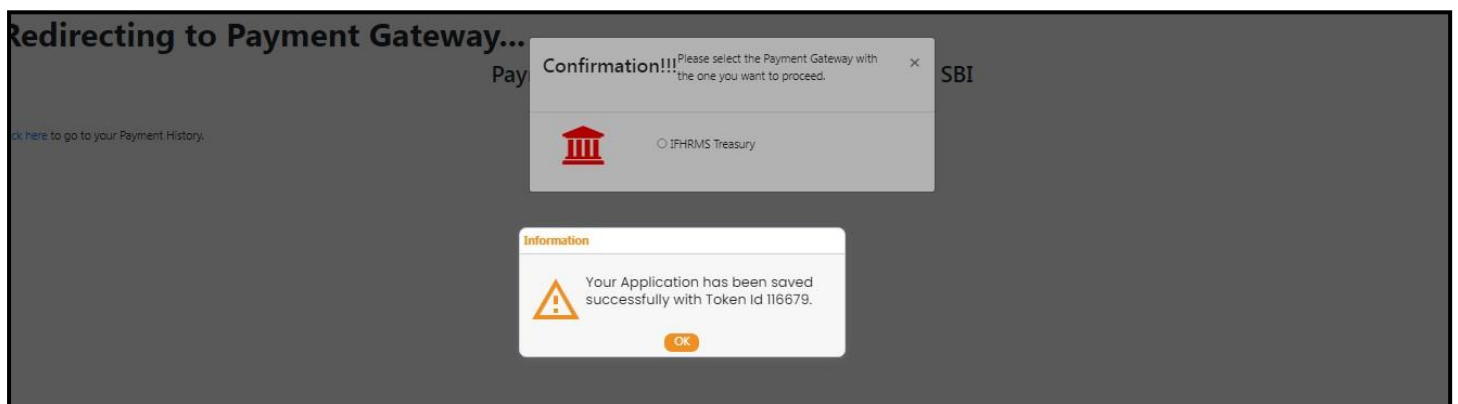 Redirecting to Payment Gateway...
Confirmation!!!
Please select the Payment Gateway with
the one you want to proceed.
×
Pay
SBI
ck here to go to your Payment History.
IFHRMS Treasury
Information
Your Application has been saved
successfully with Token Id 116679.
OK